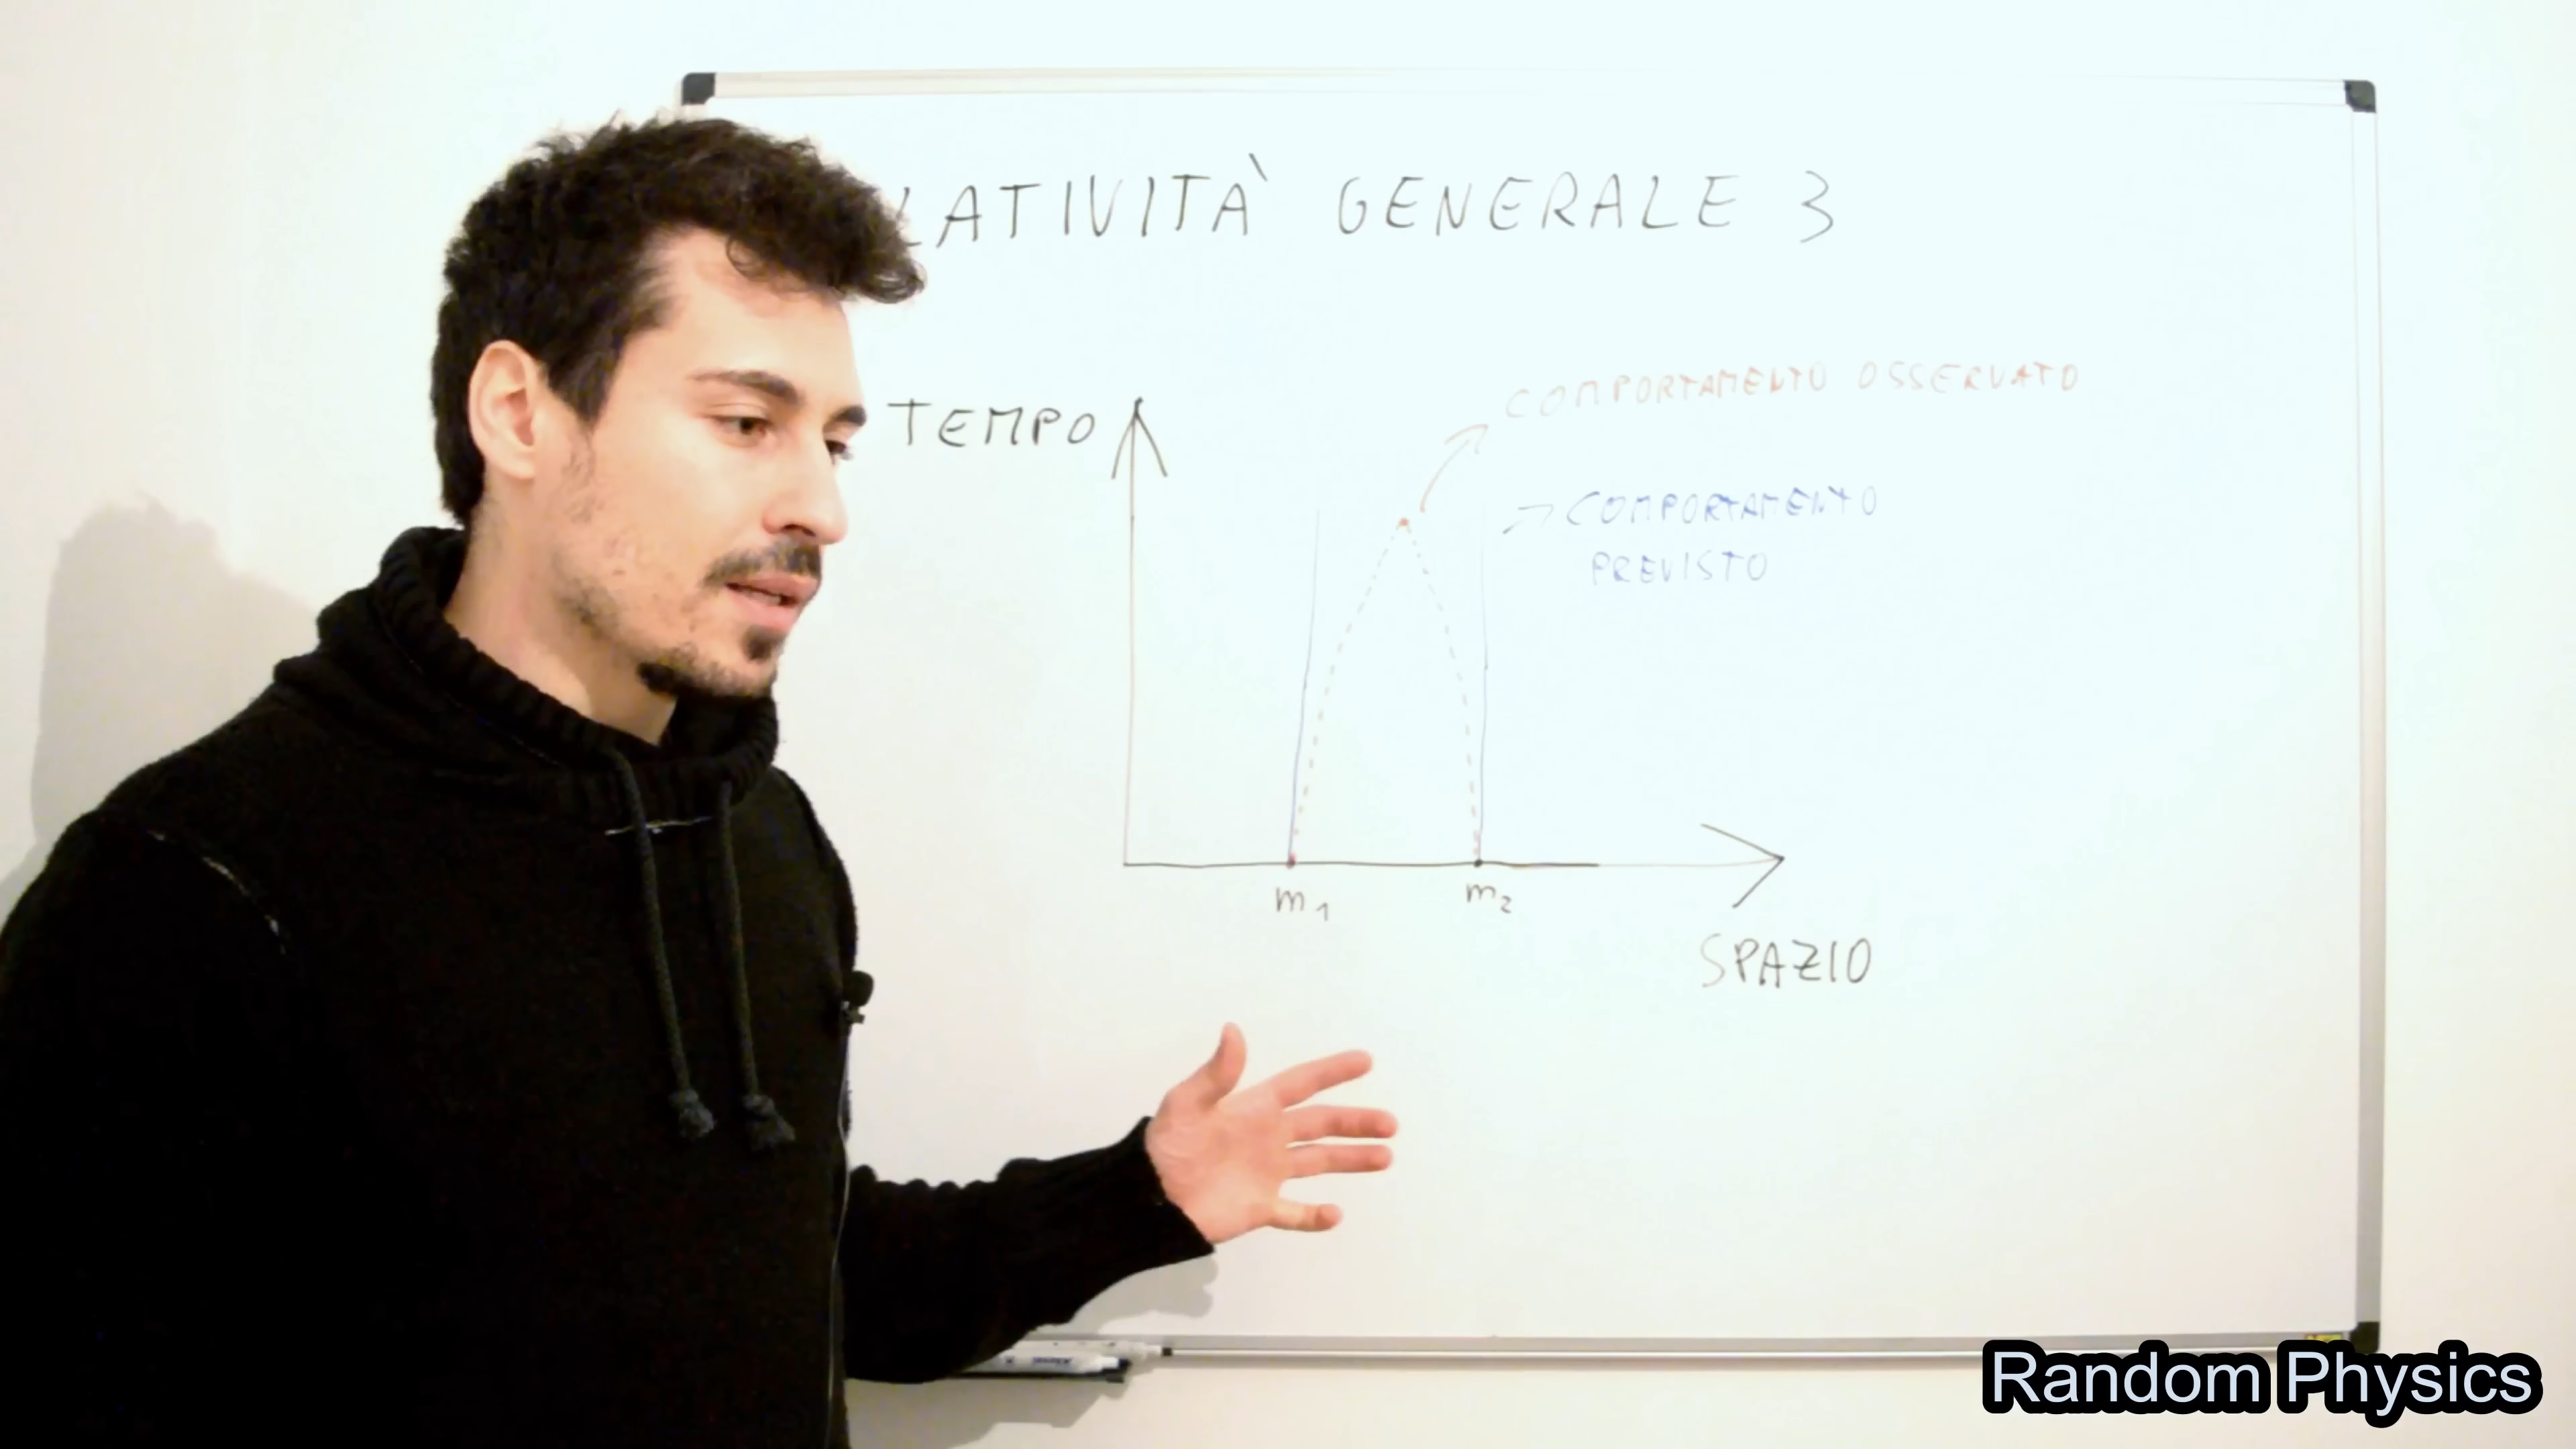 LATIVITÀ GENERALE 3
COMPORTAMENTO OSSERVATO
TEMPO
COMPORTAMENTO
PREVISTO
m1
m2
SPAZIO
Random Physics